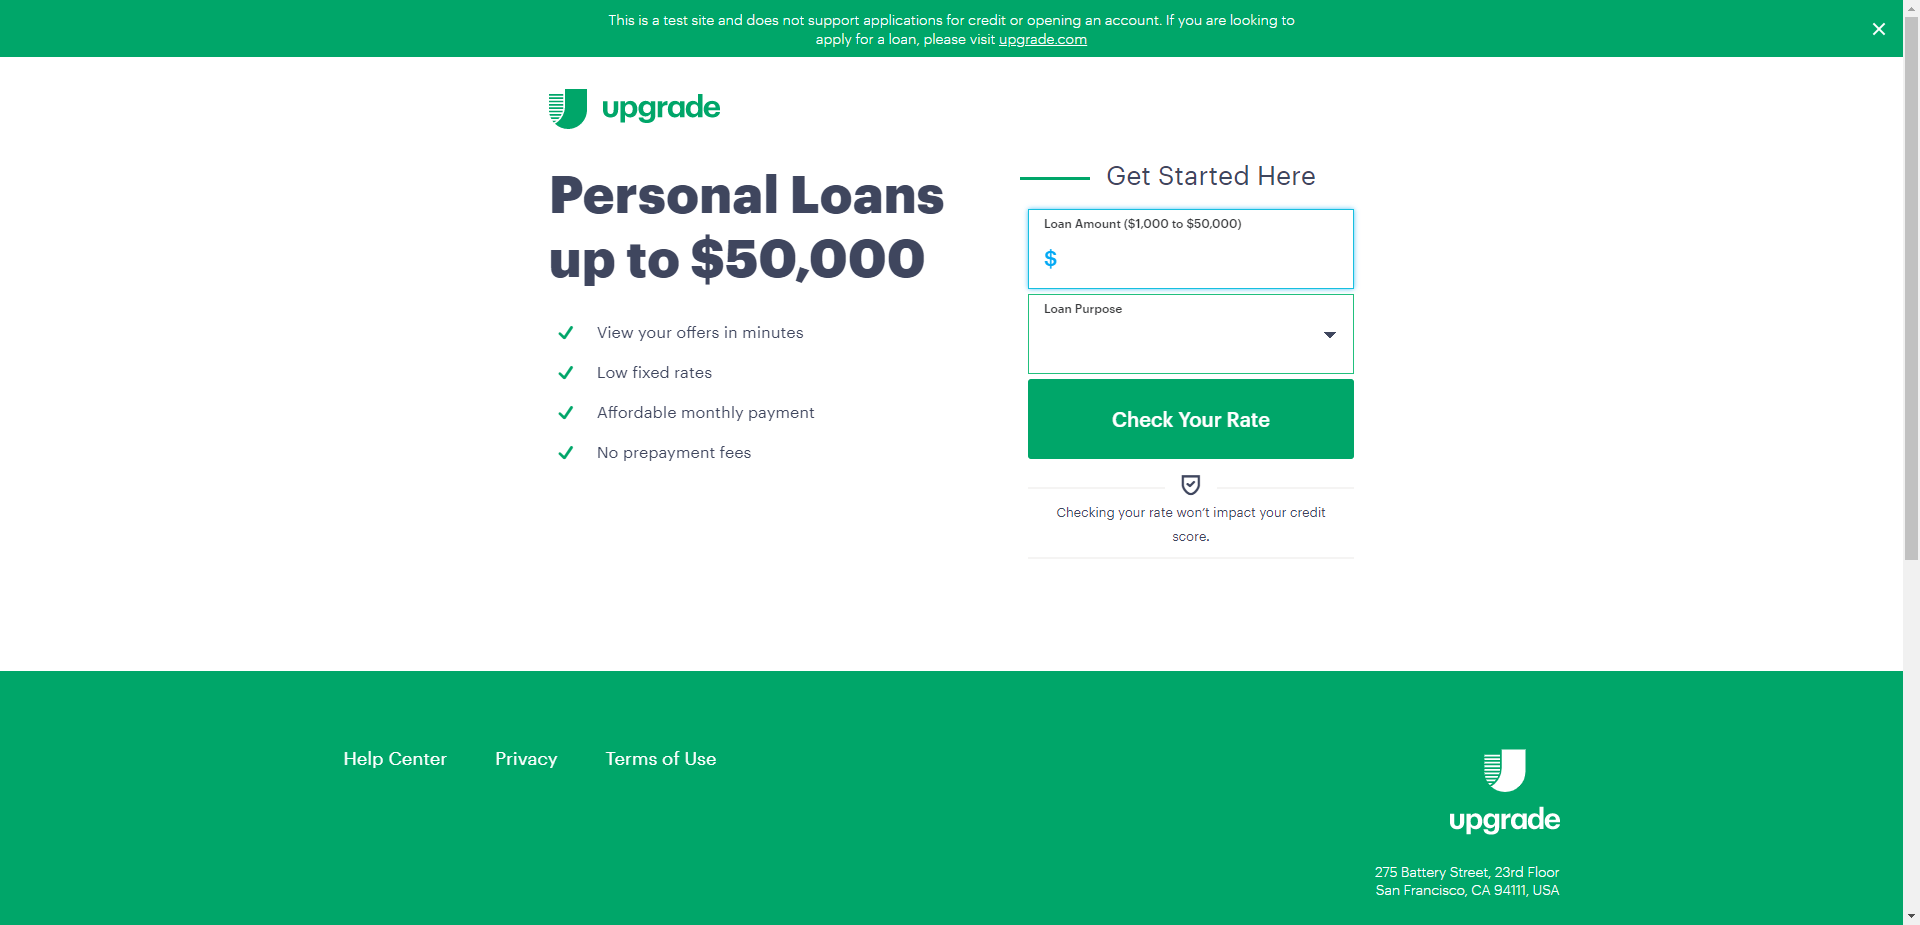 This is a test site and does not support applications for credit or opening an account. If you are looking to
apply for a loan, please visit upgrade.com
upgrade
Personal Loans
up to $50,000
View your offers in minutes
Low fixed rates
Affordable monthly payment
No prepayment fees
Get Started Here
Loan Amount ($1,000 to $50,000)
$
Loan Purpose
Check Your Rate
Checking your rate won't impact your credit
score.
Help Center Privacy Terms of Use
upgrade
275 Battery Street, 23rd Floor
San Francisco, CA 94111, USA